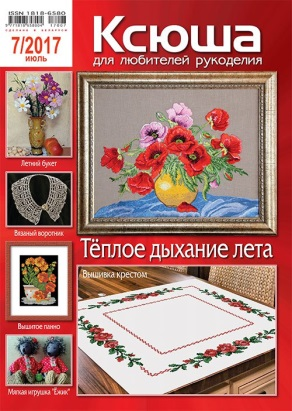 ISSN 1818-6580
7/2017
ИЮЛЬ
Ксюша
для любителей рукоделия
Летний букет
Вязаный воротник
Вышитое панно
Мягкая игрушка "Ёжик"
Тёплое дыхание лета
Вышивка крестом